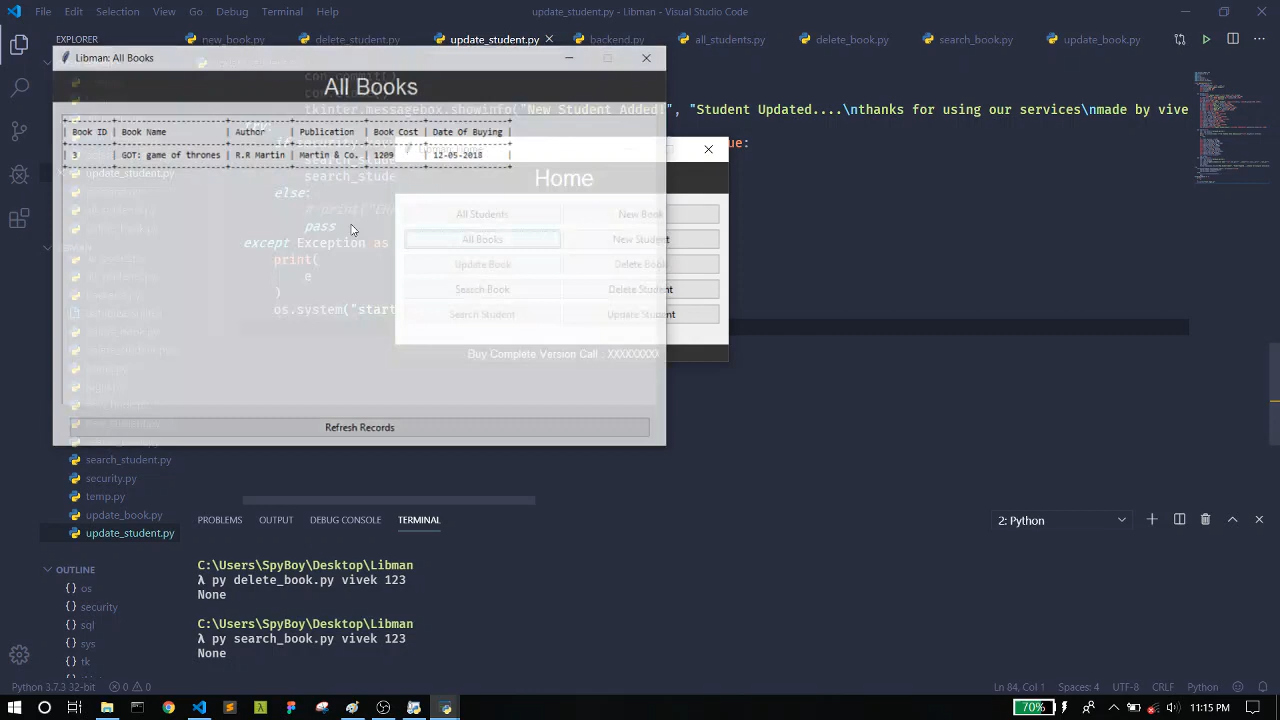 File Edit Selection View Go Debug Terminal Help update_student.py - Libman - Visual Studio Code
EXPLORER new_book.py delete_student.py update_student.py backend.py all_students.py delete_book.py search_book.py update_book.py
Libman: All Books
All Books
con.commit()
tkinter.messagebox.showinfo("New Student Added!", "Student Updated....\nthanks for using our services\n by vive
| Book ID | Book Name | Author | Publication | Book Cost | Date Of Buying |
| 3 | GOT: game of thrones | R.R Martin | Martin & Co. | 1209 | 12-05-2018 |
ue:
update_student.py
search_stude
Home
else:
All Students New Book
pass
All Books New Student
except Exception as
Update Book Delete Book
print(
e
Search Book Delete Student
)
os.system("start
Search Student Update Student
Buy Complete Version Call : XXXXXXXXX
Refresh Records
search_student.py
security.py
temp.py
update_book.py
update_student.py
PROBLEMS OUTPUT DEBUG CONSOLE TERMINAL 2: Python
OUTLINE
{} os
{} security
{} sql
{} sys
{} tk
C:\Users\SpyBoy\Desktop\Libman
λ py delete_book.py vivek 123
None
C:\Users\SpyBoy\Desktop\Libman
λ py search_book.py vivek 123
None
Python 3.7.3 32-bit 0 0 Ln 84, Col 1 Spaces: 4 UTF-8 CRLF Python
70% 11:15 PM